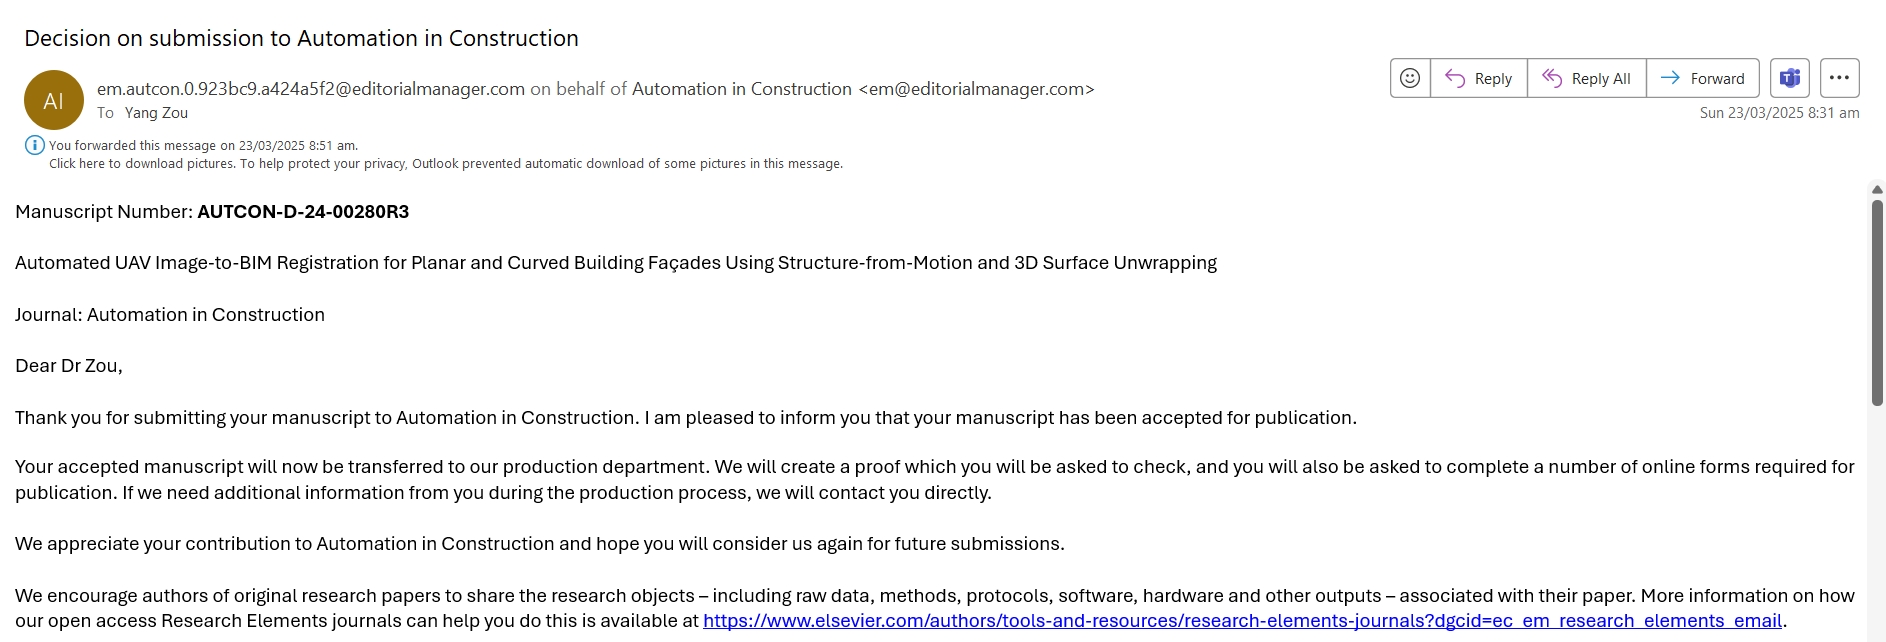 Decision on submission to Automation in Construction
AI
em.autcon.0.923bc9.a424a5f2@editorialmanager.com on behalf of Automation in Construction <em@editorialmanager.com>
To Yang Zou
Reply
Reply All
Forward
Sun 23/03/2025 8:31 am
You forwarded this message on 23/03/2025 8:51 am.
Click here to download pictures. To help protect your privacy, Outlook prevented automatic download of some pictures in this message.
Manuscript Number: AUTCON-D-24-00280R3
Automated UAV Image-to-BIM Registration for Planar and Curved Building Façades Using Structure-from-Motion and 3D Surface Unwrapping
Journal: Automation in Construction
Dear Dr Zou,
Thank you for submitting your manuscript to Automation in Construction. I am pleased to inform you that your manuscript has been accepted for publication.
Your accepted manuscript will now be transferred to our production department. We will create a proof which you will be asked to check, and you will also be asked to complete a number of online forms required for
publication. If we need additional information from you during the production process, we will contact you directly.
We appreciate your contribution to Automation in Construction and hope you will consider us again for future submissions.
We encourage authors of original research papers to share the research objects – including raw data, methods, protocols, software, hardware and other outputs – associated with their paper. More information on how
our open access Research Elements journals can help you do this is available at https://www.elsevier.com/authors/tools-and-resources/research-elements-journals?dgcid=ec_em_research_elements_email.